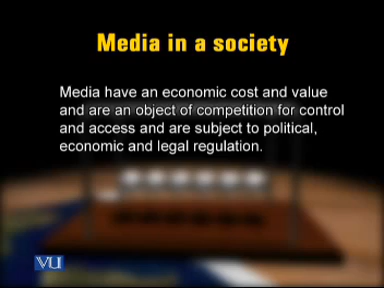 Media in a society
Media have an economic cost and value
and are an object of competition for control
and access and are subject to political,
economic and legal regulation.
VU